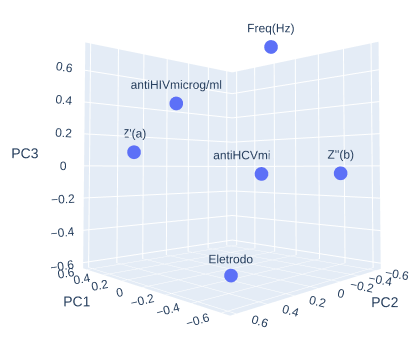 Freq(Hz)
antiHIVmicrog/ml
Z'(a)
antiHCVmi
Z''(b)
Eletrodo
PC3
0.6
0.4
0.2
0
−0.2
−0.4
−0.6
PC1
0.6
0.4
0.2
0
−0.2
−0.4
−0.6
PC2
0.6
0.4
0.2
0
−0.2
−0.4
−0.6